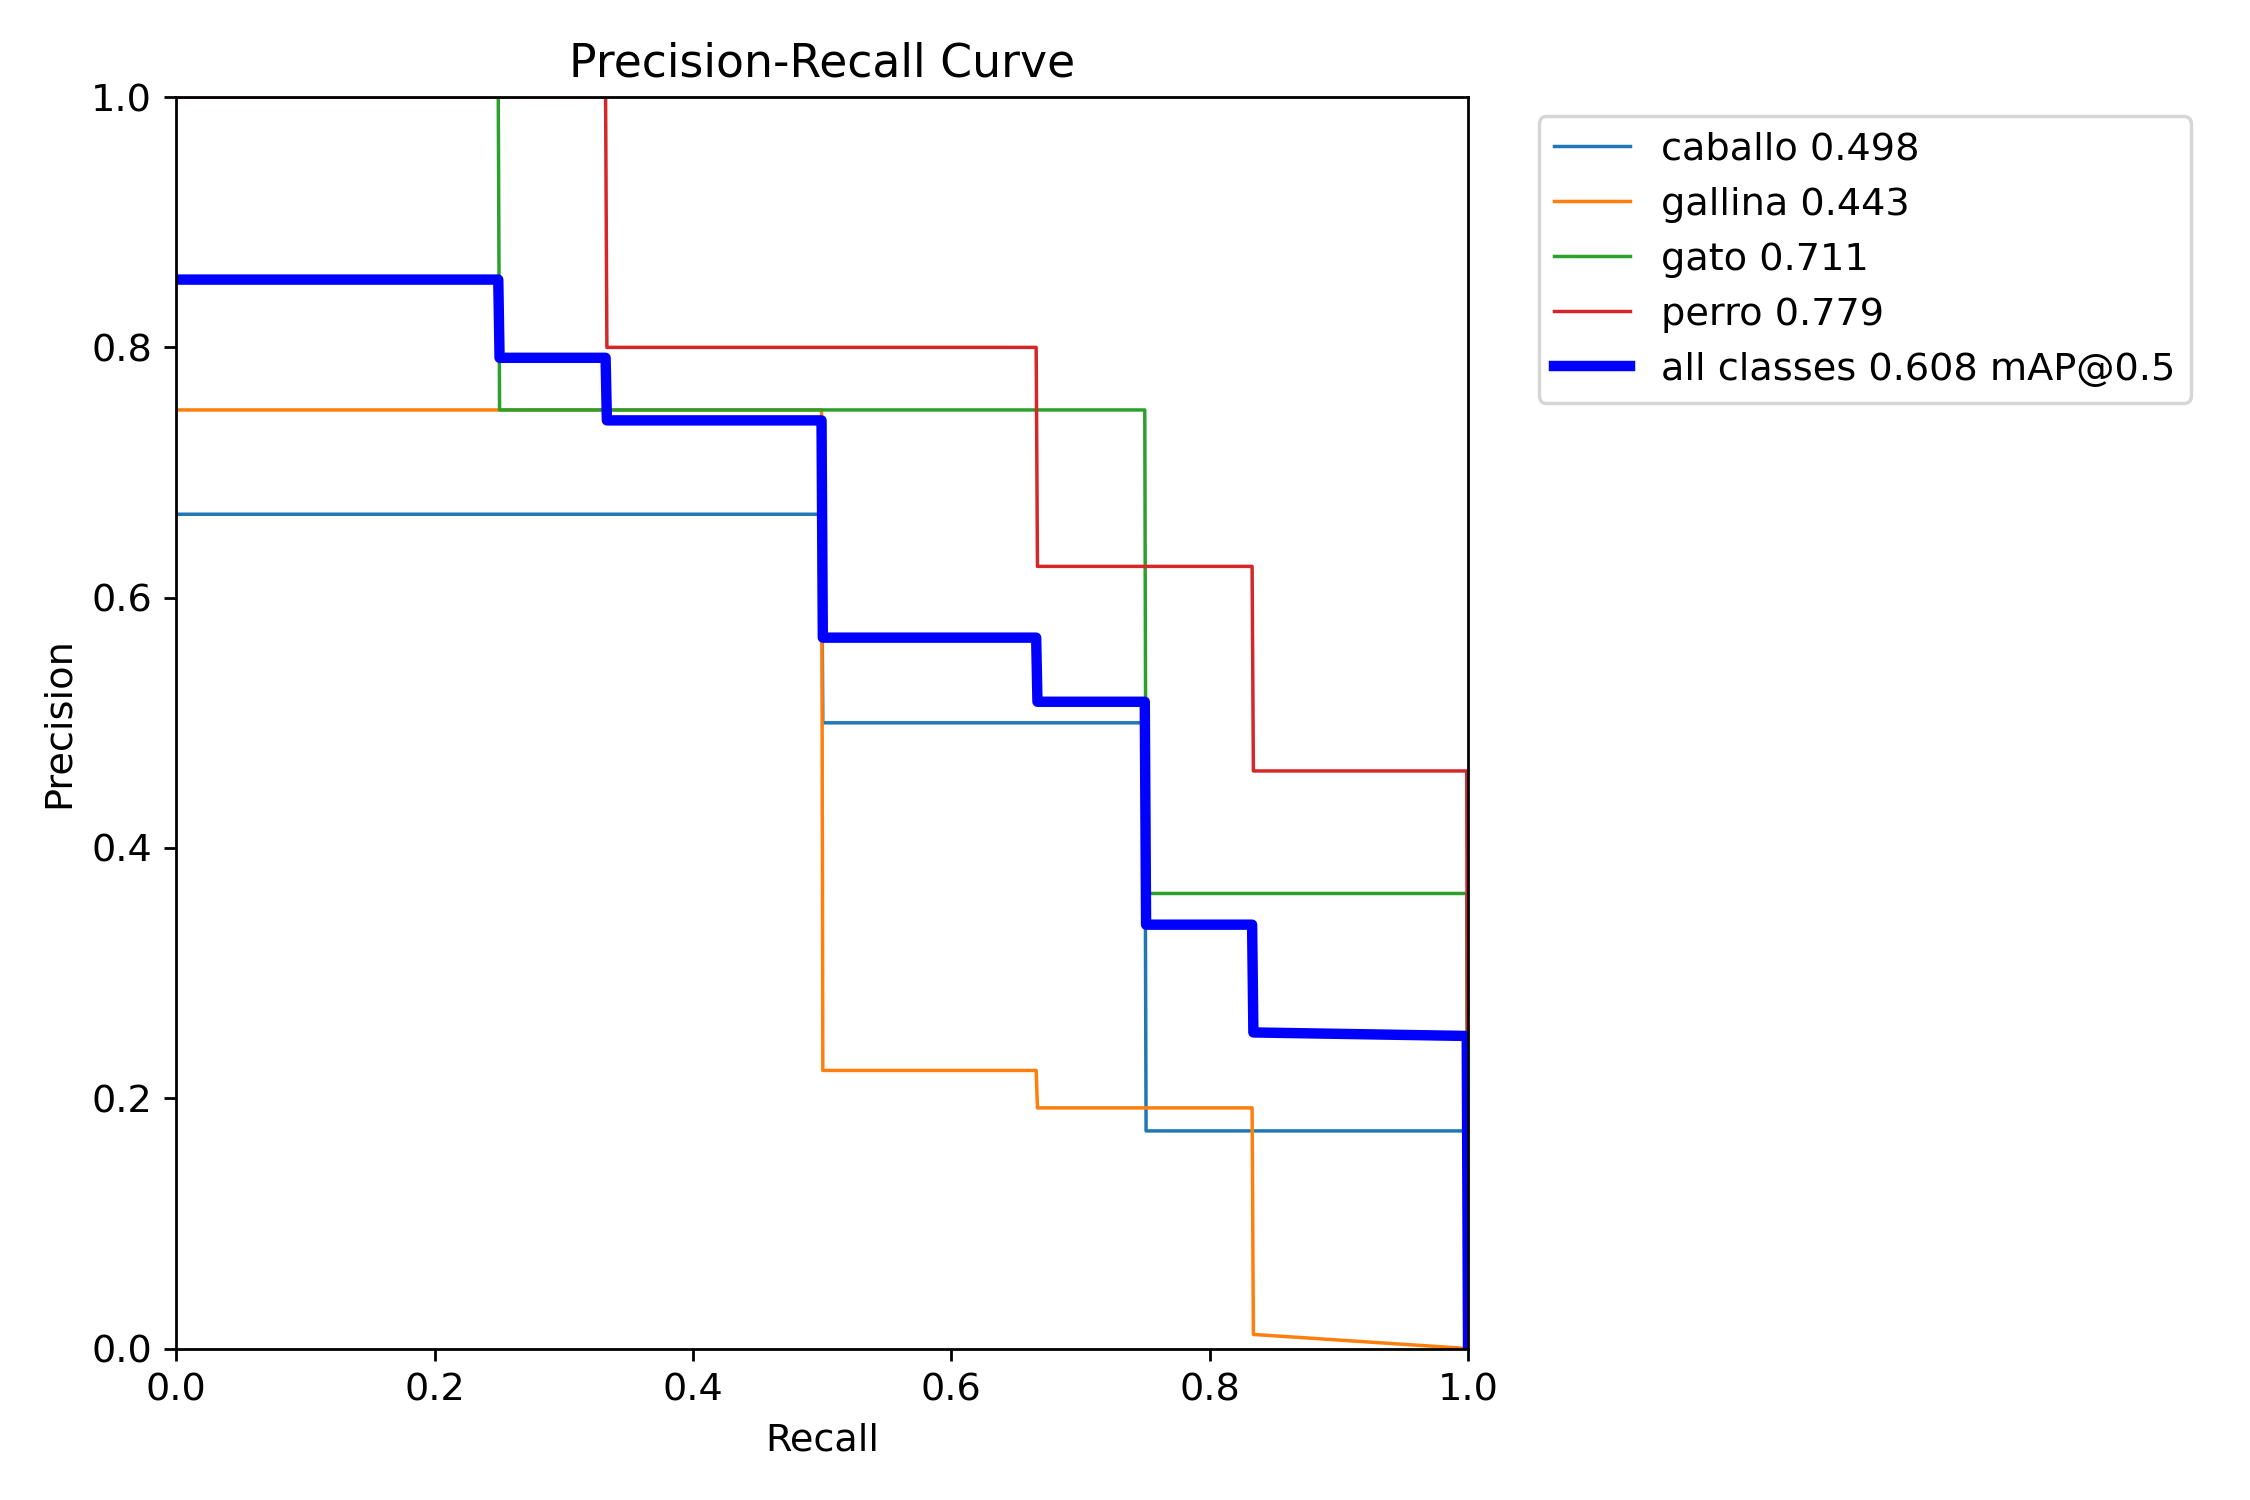 Precision-Recall Curve
1.0
0.8
0.6
0.4
0.2
0.0
Precision
0.0 0.2 0.4 0.6 0.8 1.0
Recall
caballo 0.498
gallina 0.443
gato 0.711
perro 0.779
all classes 0.608 mAP@0.5